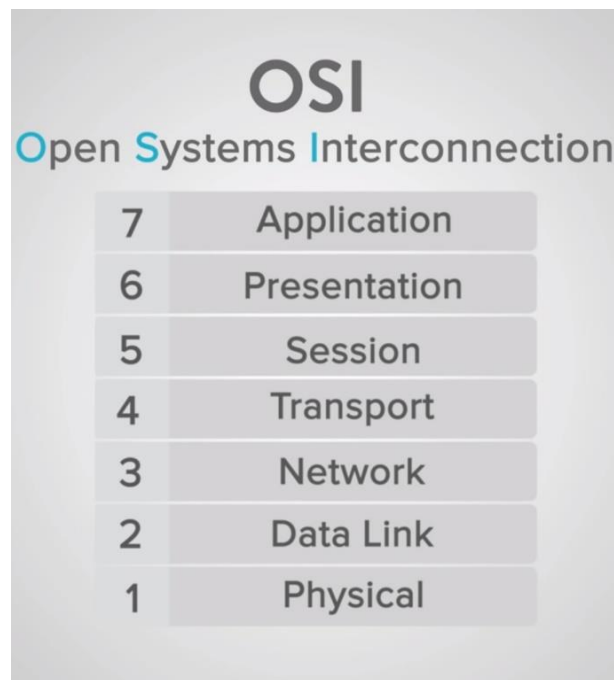 OSI
Open Systems Interconnection
7 Application
6 Presentation
5 Session
4 Transport
3 Network
2 Data Link
1 Physical